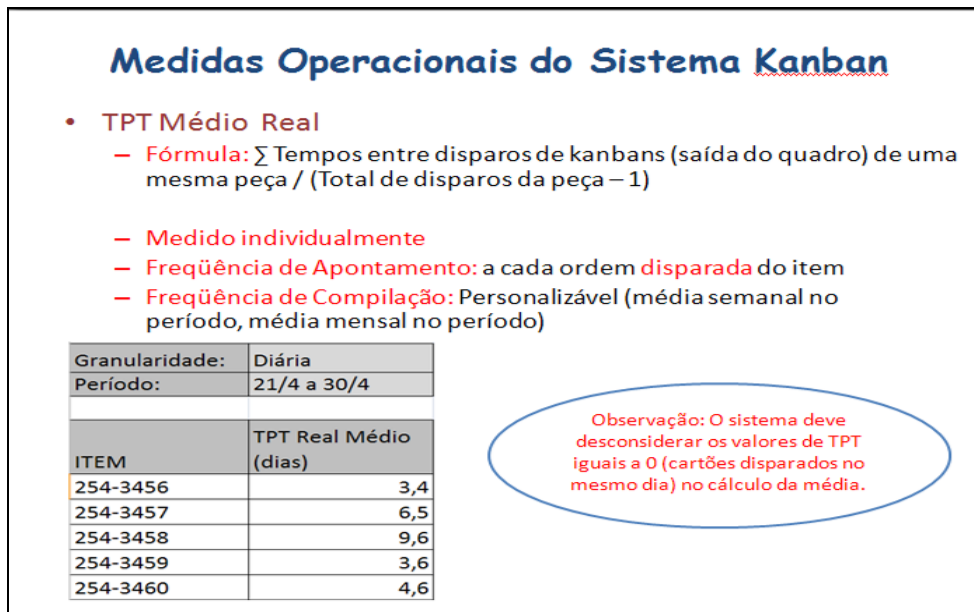 Medidas Operacionais do Sistema Kanban
• TPT Médio Real
– Fórmula: ∑ Tempos entre disparos de kanbans (saída do quadro) de uma
mesma peça / (Total de disparos da peça – 1)
– Medido individualmente
– Freqüência de Apontamento: a cada ordem disparada do item
– Freqüência de Compilação: Personalizável (média semanal no
período, média mensal no período)
Granularidade: Diária
Período: 21/4 a 30/4
ITEM TPT Real Médio
(dias)
254-3456 3,4
254-3457 6,5
254-3458 9,6
254-3459 3,6
254-3460 4,6
Observação: O sistema deve
desconsiderar os valores de TPT
iguais a 0 (cartões disparados no
mesmo dia) no cálculo da média.